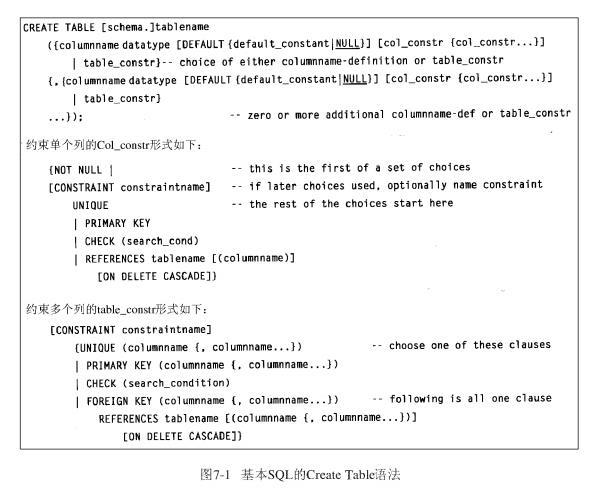 CREATE TABLE [schema.]tablename
({columnname datatype [DEFAULT {default_constant|NULL}] [col_constr {col_constr...}]
| table_constr}-- choice of either columnname-definition or table_constr
{,{columnname datatype [DEFAULT {default_constant|NULL}] [col_constr {col_constr...}]
| table_constr}
...}); -- zero or more additional columnname-def or table_constr
约束单个列的Col_constr形式如下：
{NOT NULL | -- this is the first of a set of choices
[CONSTRAINT constraintname] -- if later choices used, optionally name constraint
UNIQUE -- the rest of the choices start here
| PRIMARY KEY
| CHECK (search_cond)
| REFERENCES tablename [(columnname)]
[ON DELETE CASCADE]}
约束多个列的table_constr形式如下：
[CONSTRAINT constraintname]
{UNIQUE (columnname {, columnname...}) -- choose one of these clauses
| PRIMARY KEY (columnname {, columnname...})
| CHECK (search_condition)
| FOREIGN KEY (columnname {, columnname...}) -- following is all one clause
REFERENCES tablename [(columnname {, columnname...})]
[ON DELETE CASCADE]}
图7-1 基本SQL的Create Table语法